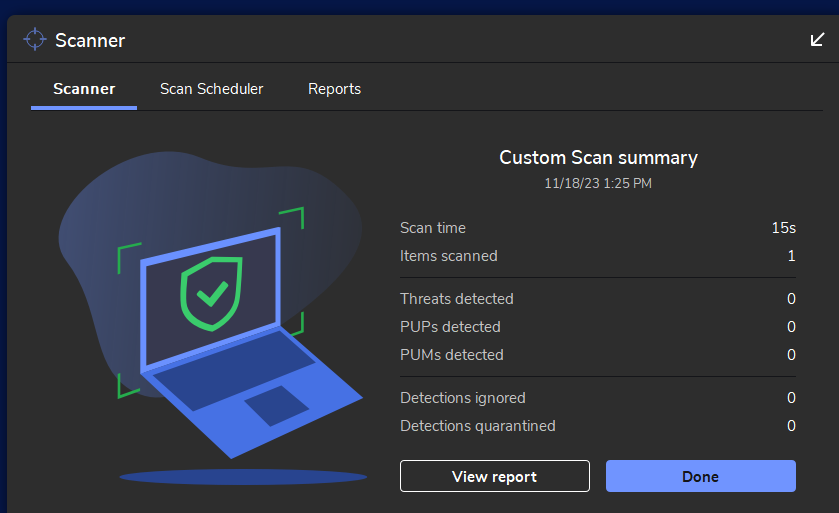 Scanner
Scanner Scan Scheduler Reports
Custom Scan summary
11/18/23 1:25 PM
Scan time 15s
Items scanned 1
Threats detected 0
PUPs detected 0
PUMs detected 0
Detections ignored 0
Detections quarantined 0
View report Done